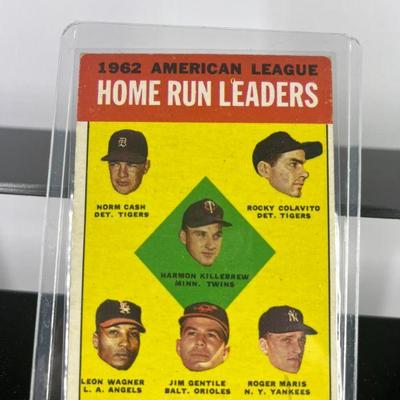 1962 AMERICAN LEAGUE
HOME RUN LEADERS
NORM CASH
DET. TIGERS
ROCKY COLAVITO
DET. TIGERS
HARMON KILLEBREW
MINN. TWINS
LEON WAGNER
L. A. ANGELS
JIM GENTILE
BALT. ORIOLES
ROGER MARIS
N. Y. YANKEES